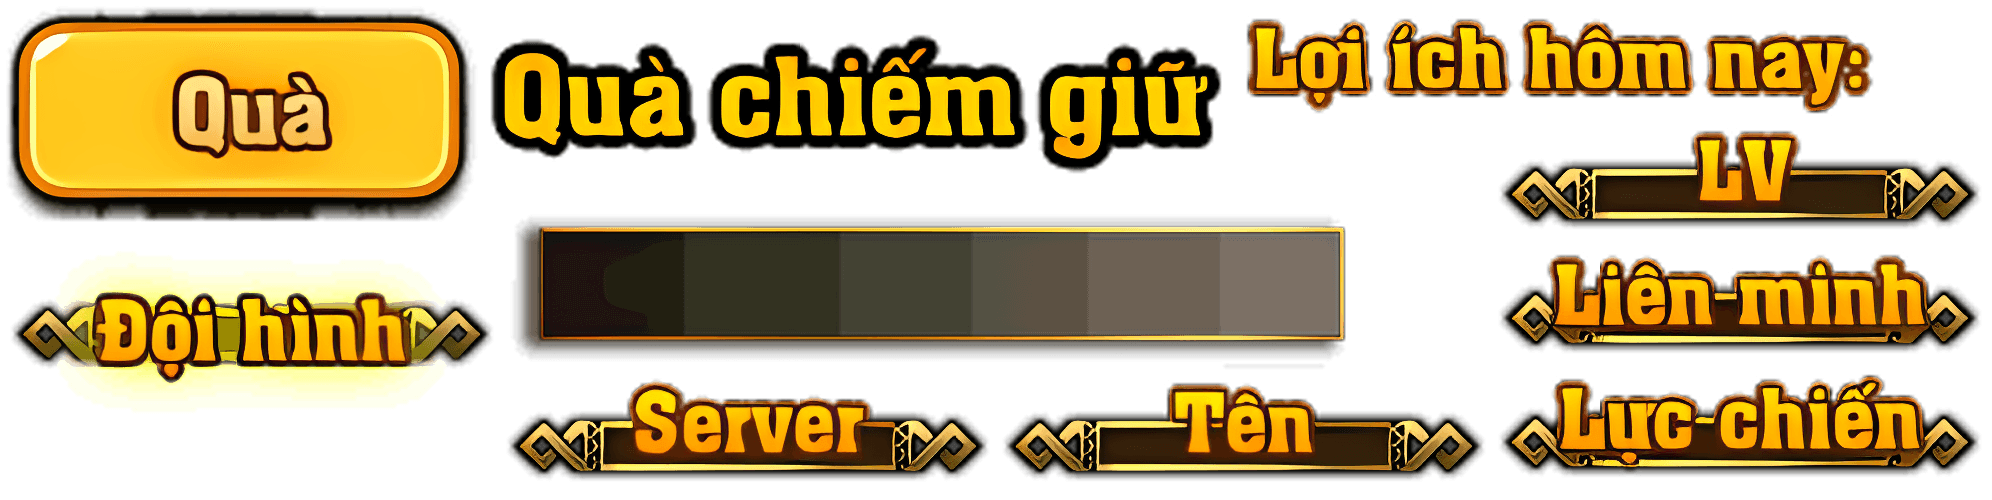 Quà
Quà chiếm giữ
Lợi ích hôm nay:
LV
Đội hình
Liên minh
Server
Tên
Lực chiến